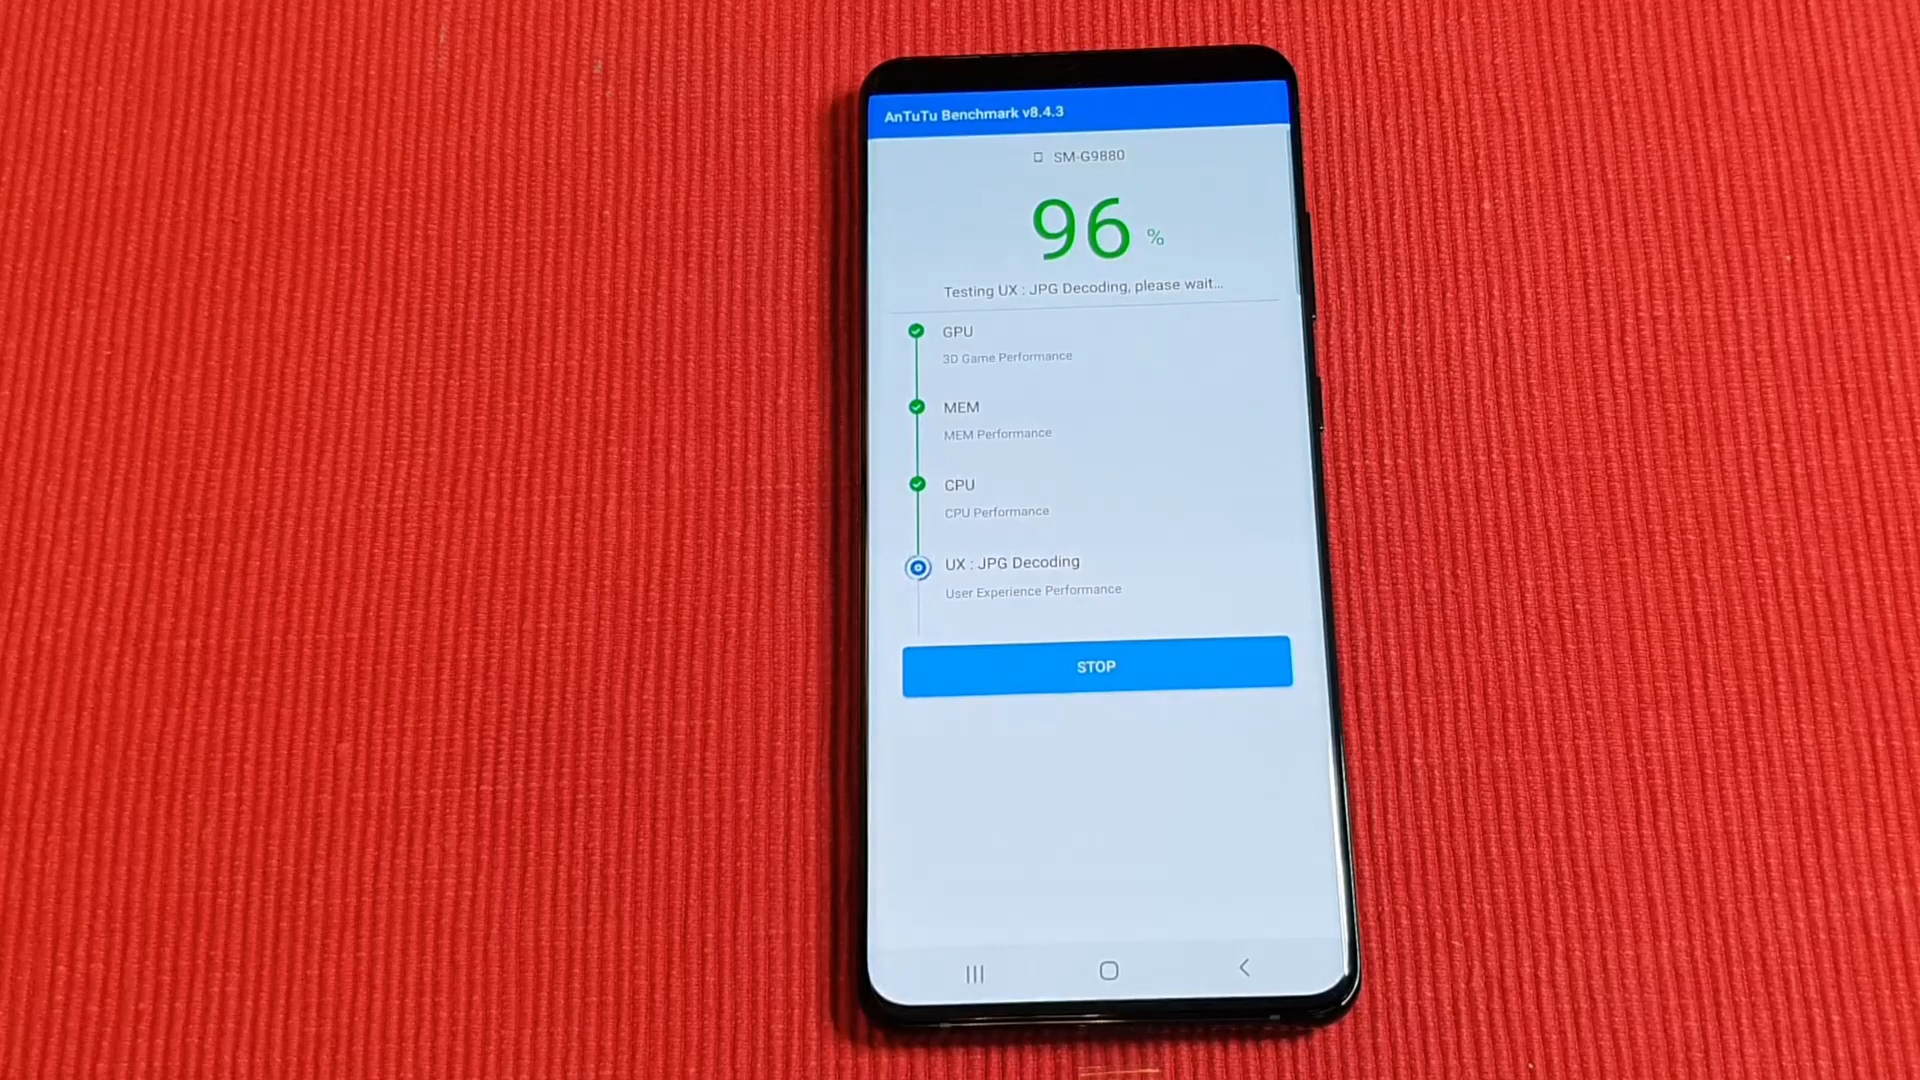 AnTuTu Benchmark v8.4.3
SM-G9880
96 %
Testing UX : JPG Decoding, please wait...
GPU
3D Game Performance
MEM
MEM Performance
CPU
CPU Performance
UX : JPG Decoding
User Experience Performance
STOP